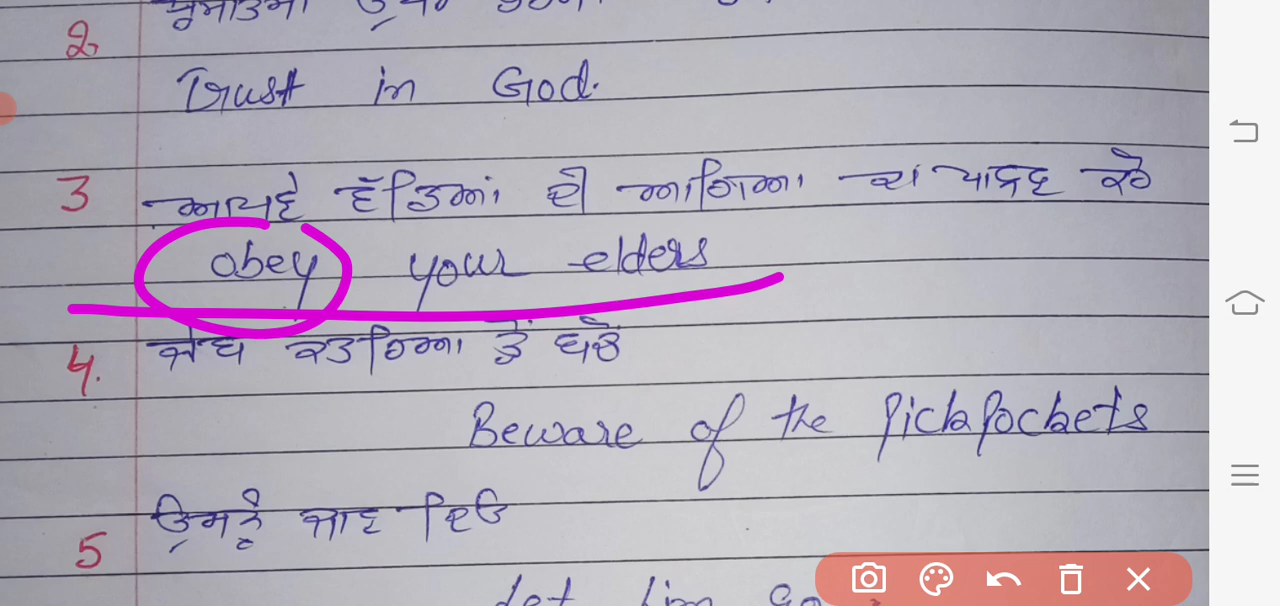 2
Trust in God.
3 ਆਪਣੇ ਵੱਡਿਆਂ ਦੀ ਆਗਿਆ ਦਾ ਪਾਲਣ ਕਰੋ
obey your elders
4. ਜੇਬ ਕਤਰਿਆ ਤੋਂ ਬਚੋ
Beware of the Pickpockets
5 ਉਸਨੂੰ ਜਾਣ ਦਿਓ